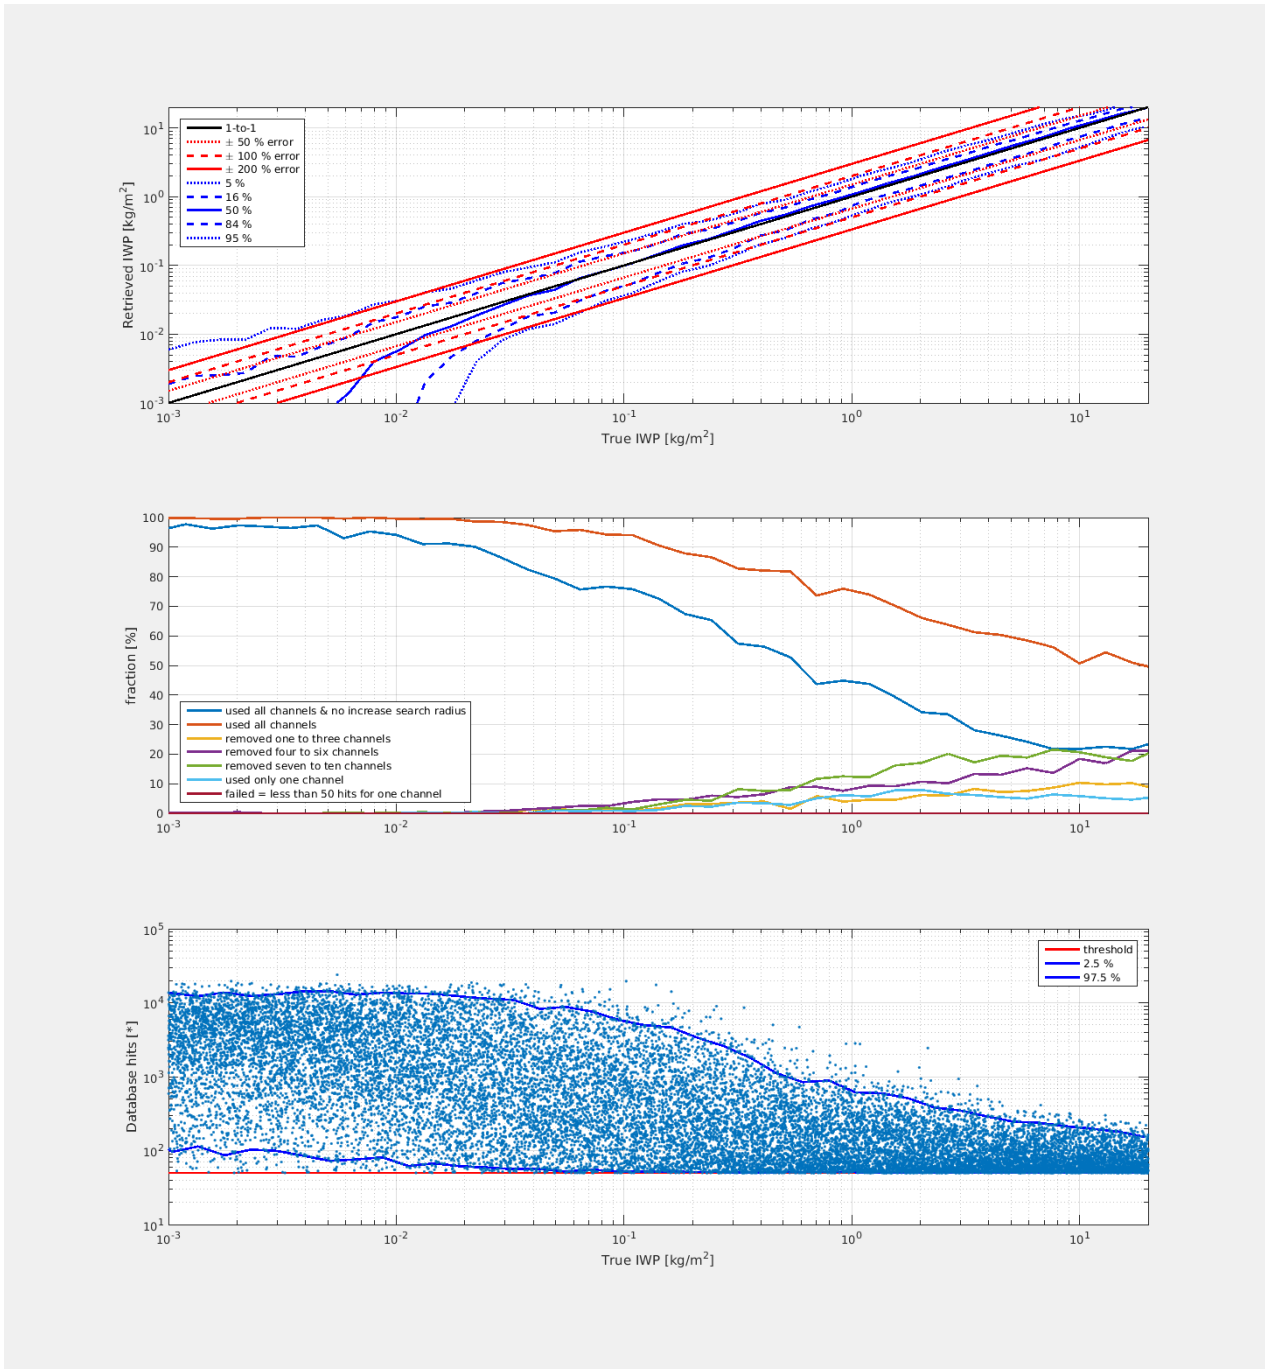 10^1
10^0
10^-1
10^-2
10^-3
Retrieved IWP [kg/m^2]
1-to-1
± 50 % error
± 100 % error
± 200 % error
5 %
16 %
50 %
84 %
95 %
10^-3 10^-2 10^-1 10^0 10^1
True IWP [kg/m^2]
100
90
80
70
60
50
40
30
20
10
0
fraction [%]
used all channels & no increase search radius
used all channels
removed one to three channels
removed four to six channels
removed seven to ten channels
used only one channel
failed = less than 50 hits for one channel
10^-3 10^-2 10^-1 10^0 10^1
10^5
10^4
10^3
10^2
10^1
Database hits [*]
threshold
2.5 %
97.5 %
10^-3 10^-2 10^-1 10^0 10^1
True IWP [kg/m^2]